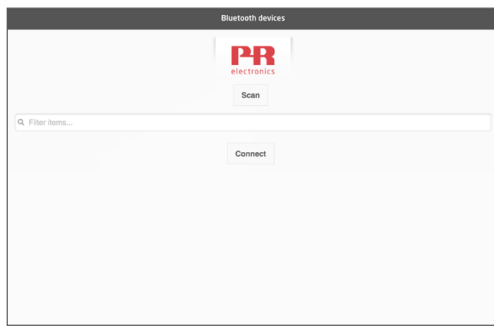 Bluetooth devices
PR
electronics
Scan
Filter items...
Connect